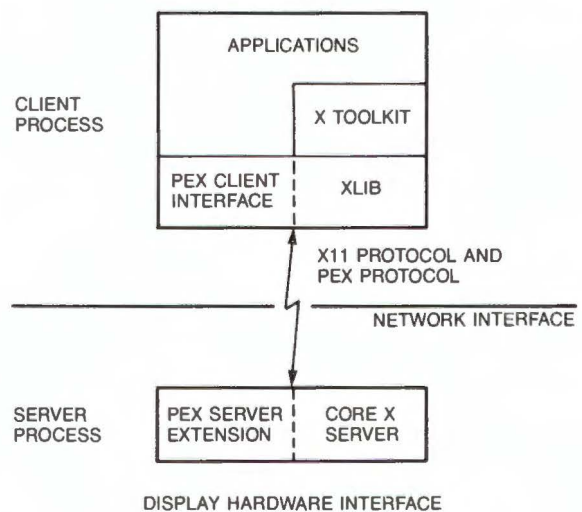 APPLICATIONS
CLIENT
PROCESS
X TOOLKIT
PEX CLIENT
INTERFACE
XLIB
X11 PROTOCOL AND
PEX PROTOCOL
NETWORK INTERFACE
SERVER
PROCESS
PEX SERVER
EXTENSION
CORE X
SERVER
DISPLAY HARDWARE INTERFACE